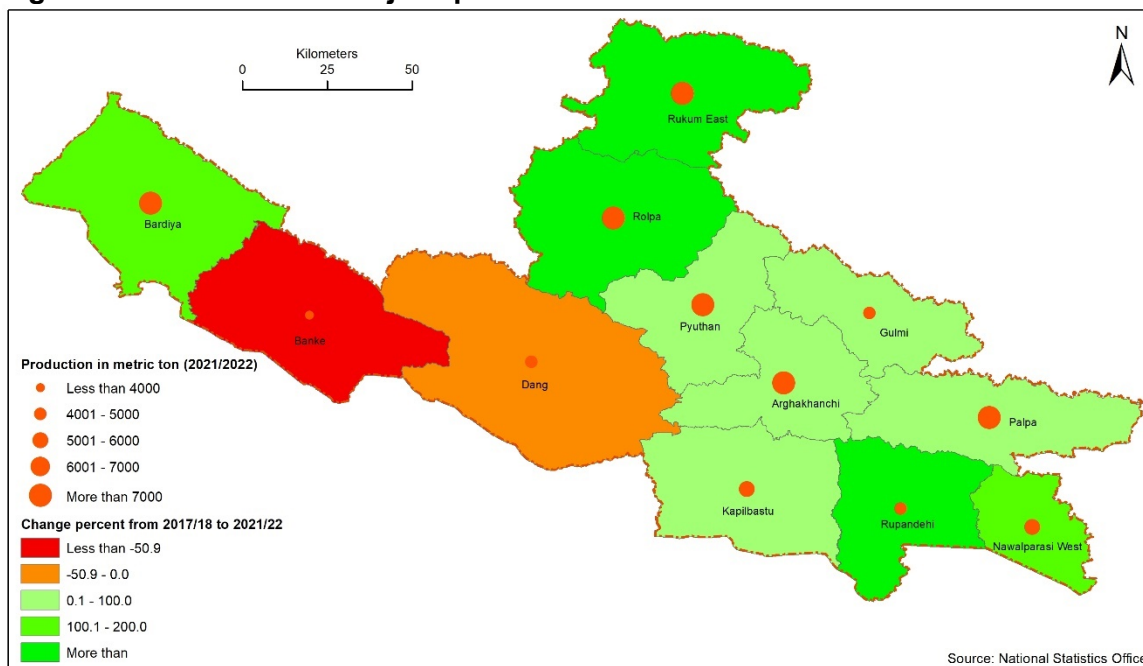 Kilometers
0 25 50
N
Rukum East
Rolpa
Bardiya
Pyuthan
Gulmi
Banke
Dang
Arghakhanchi
Palpa
Kapilbastu
Rupandehi
Nawalparasi West
Production in metric ton (2021/2022)
Less than 4000
4001 - 5000
5001 - 6000
6001 - 7000
More than 7000
Change percent from 2017/18 to 2021/22
Less than -50.9
-50.9 - 0.0
0.1 - 100.0
100.1 - 200.0
More than
Source: National Statistics Office